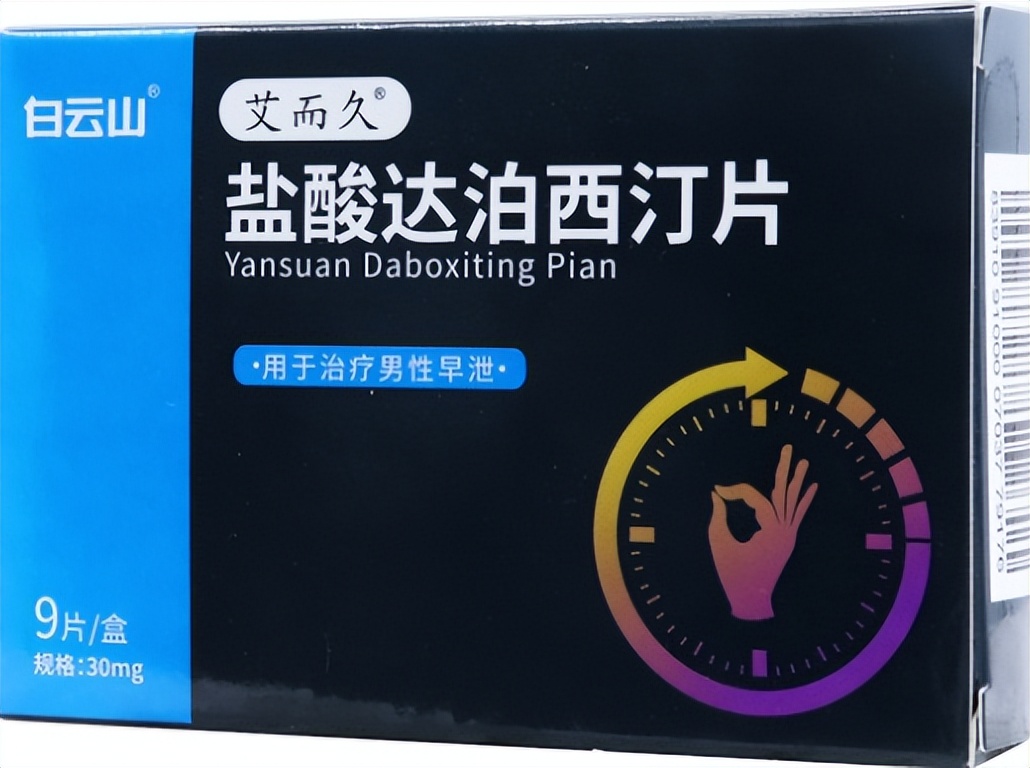 白云山®
艾而久®
盐酸达泊西汀片
Yansuan Daboxiting Pian
·用于治疗男性早泄·
9片/盒
规格:30mg